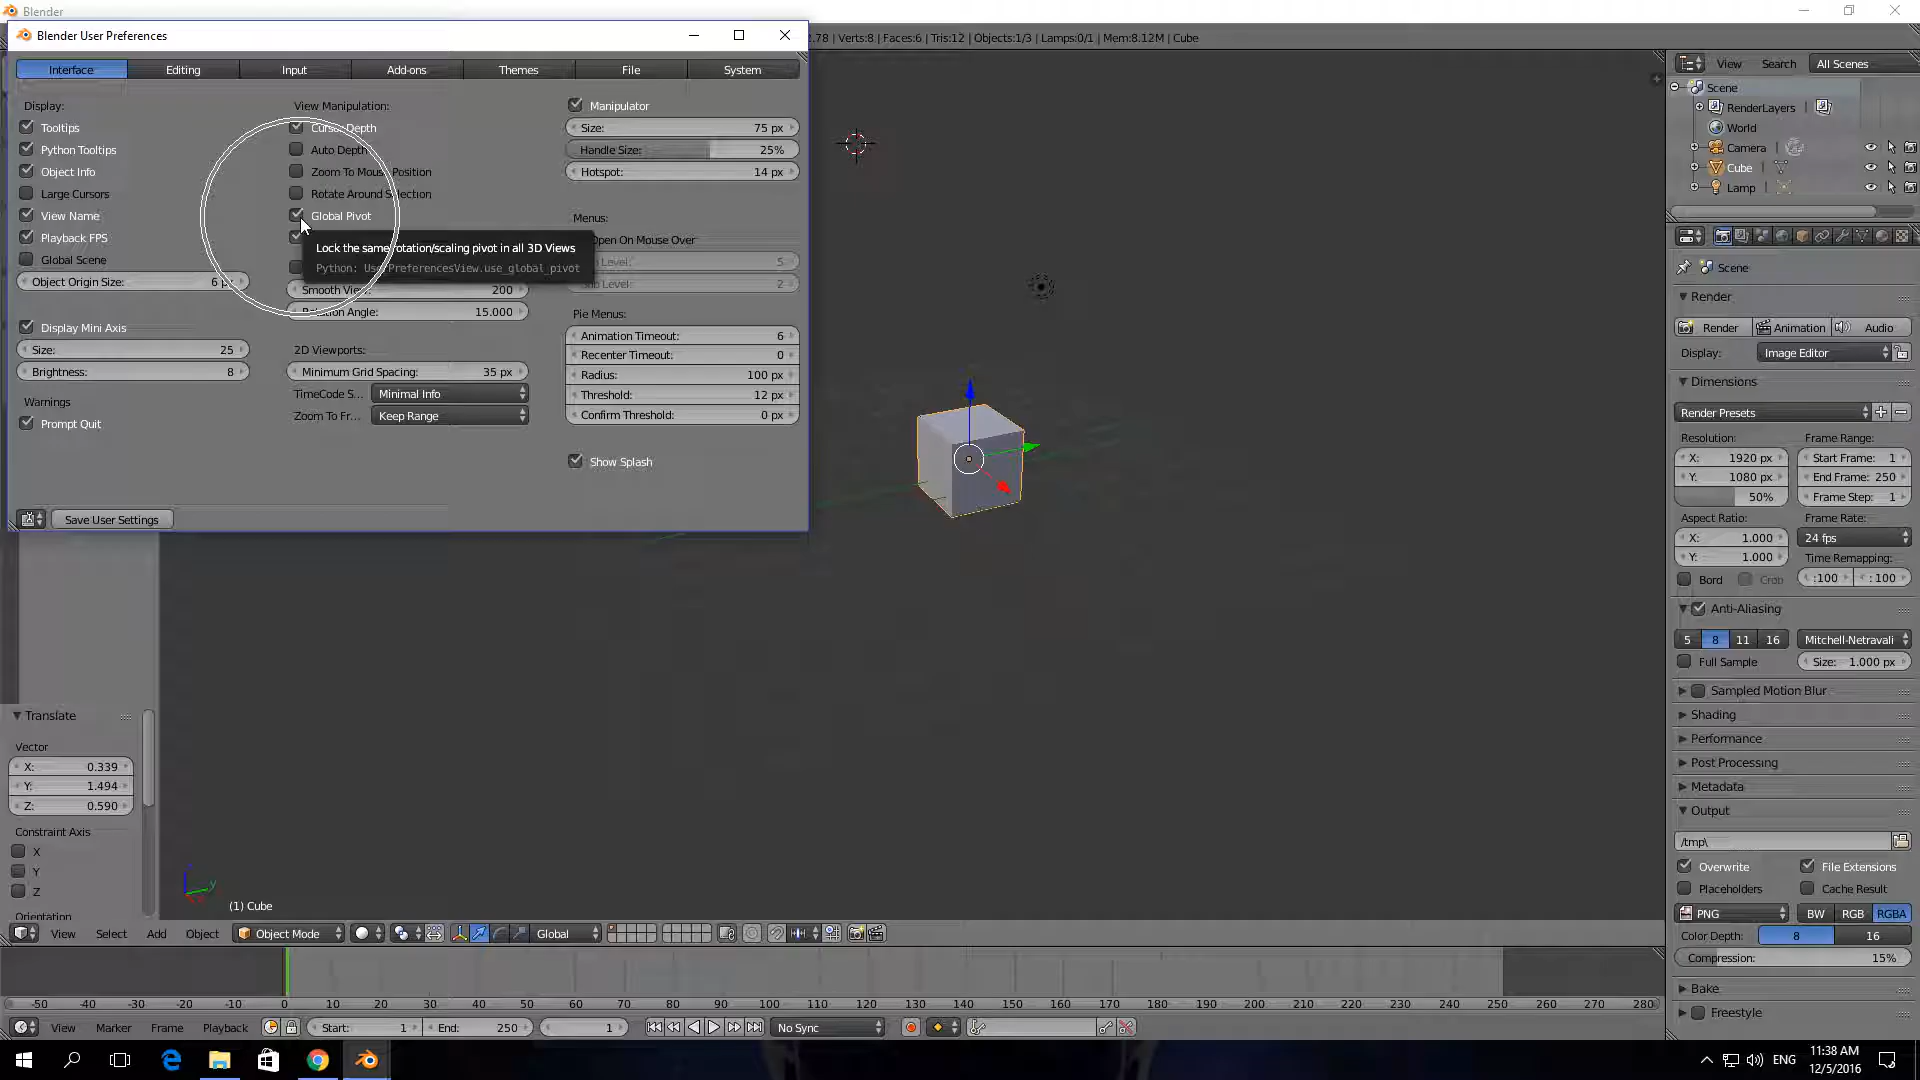 Blender
Blender User Preferences
.78 | Verts:8 | Faces:6 | Tris:12 | Objects:1/3 | Lamps:0/1 | Mem:8.12M | Cube
Interface Editing Input Add-ons Themes File System
Display:
Tooltips
Python Tooltips
Object Info
Large Cursors
View Name
Playback FPS
Global Scene
Object Origin Size: 6 px
Display Mini Axis
Size: 25
Brightness: 8
Warnings
Prompt Quit
View Manipulation:
Cursor Depth
Auto Depth
Zoom To Mouse Position
Rotate Around Selection
Global Pivot
Lock the same rotation/scaling pivot in all 3D Views
Python: UserPreferencesView.use_global_pivot
Smooth View: 200
Rotation Angle: 15.000
2D Viewports:
Minimum Grid Spacing: 35 px
TimeCode S... Minimal Info
Zoom To Fr... Keep Range
Manipulator
Size: 75 px
Handle Size: 25%
Hotspot: 14 px
Menus:
Open On Mouse Over
Level: 5
Level: 2
Pie Menus:
Animation Timeout: 6
Recenter Timeout: 0
Radius: 100 px
Threshold: 12 px
Confirm Threshold: 0 px
Show Splash
Save User Settings
Translate
Vector
X: 0.339
Y: 1.494
Z: 0.590
Constraint Axis
X
Y
Z
Orientation
(1) Cube
View Select Add Object Object Mode Global
-50 -40 -30 -20 -10 0 10 20 30 40 50 60 70 80 90 100 110 120 130 140 150 160 170 180 190 200 210 220 230 240 250 260 270 280
View Marker Frame Playback Start: 1 End: 250 1 No Sync
View Search All Scenes
Scene
RenderLayers
World
Camera
Cube
Lamp
Scene
Render
Render Animation Audio
Display: Image Editor
Dimensions
Render Presets
Resolution: Frame Range:
X: 1920 px Start Frame: 1
Y: 1080 px End Frame: 250
50% Frame Step: 1
Aspect Ratio: Frame Rate:
X: 1.000 24 fps
Y: 1.000 Time Remapping:
Bord Crop :100 : 100
Anti-Aliasing
5 8 11 16 Mitchell-Netravali
Full Sample Size: 1.000 px
Sampled Motion Blur
Shading
Performance
Post Processing
Metadata
Output
/tmp\
Overwrite File Extensions
Placeholders Cache Result
PNG BW RGB RGBA
Color Depth: 8 16
Compression: 15%
Bake
Freestyle
ENG
11:38 AM
12/5/2016